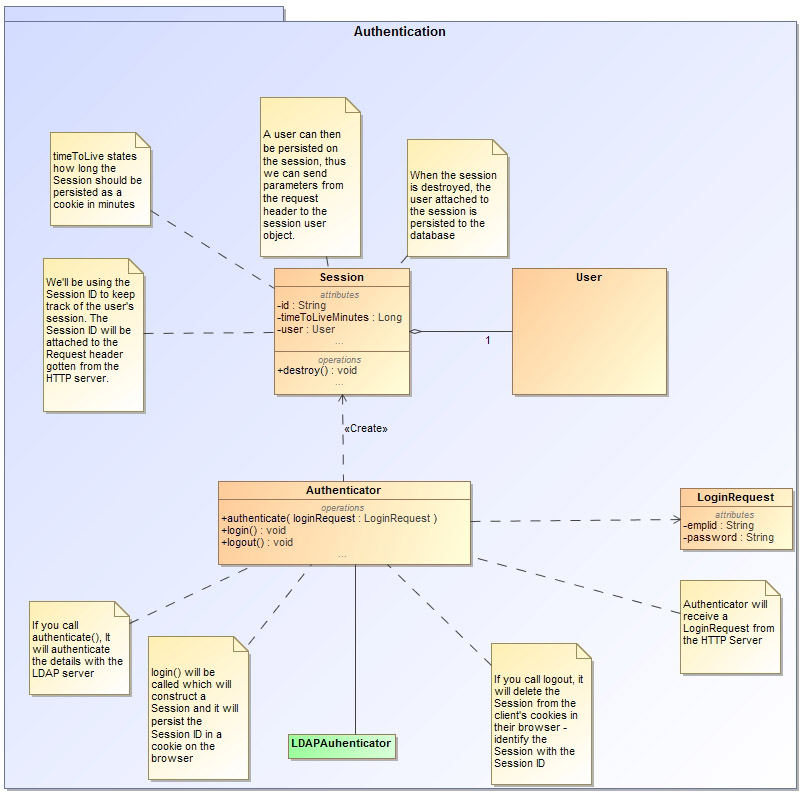 Authentication
timeToLive states
how long the
Session should be
persisted as a
cookie in minutes
A user can then
be persisted on
the session, thus
we can send
parameters from
the request
header to the
session user
object.
When the session
is destroyed, the
user attached to
the session is
persisted to the
database
We'll be using the
Session ID to keep
track of the user's
session. The
Session ID will be
attached to the
Request header
gotten from the
HTTP server.
Session
attributes
-id : String
-timeToLiveMinutes : Long
-user : User
...
operations
+destroy() : void
...
1
User
«Create»
Authenticator
operations
+authenticate( loginRequest : LoginRequest )
+login() : void
+logout() : void
...
LoginRequest
attributes
-emplid : String
-password : String
If you call
authenticate(), It
will authenticate
the details with the
LDAP server
login() will be
called which will
construct a
Session and it will
persist the
Session ID in a
cookie on the
browser
LDAPAuhenticator
If you call logout, it
will delete the
Session from the
client's cookies in
their browser -
identify the
Session with the
Session ID
Authenticator will
receive a
LoginRequest from
the HTTP Server